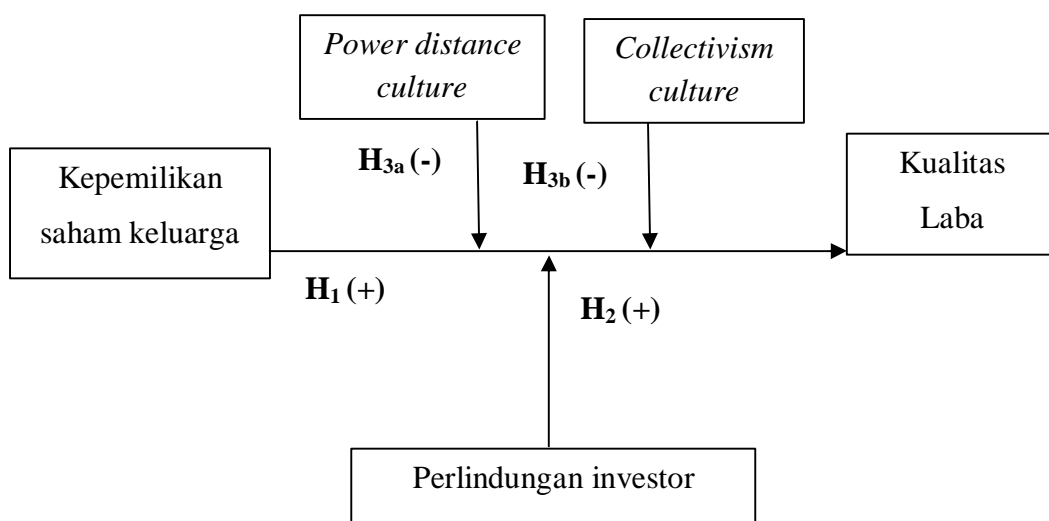 Power distance
culture
Collectivism
culture
H3a (-)
H3b (-)
Kepemilikan
saham keluarga
Kualitas
Laba
H1 (+)
H2 (+)
Perlindungan investor